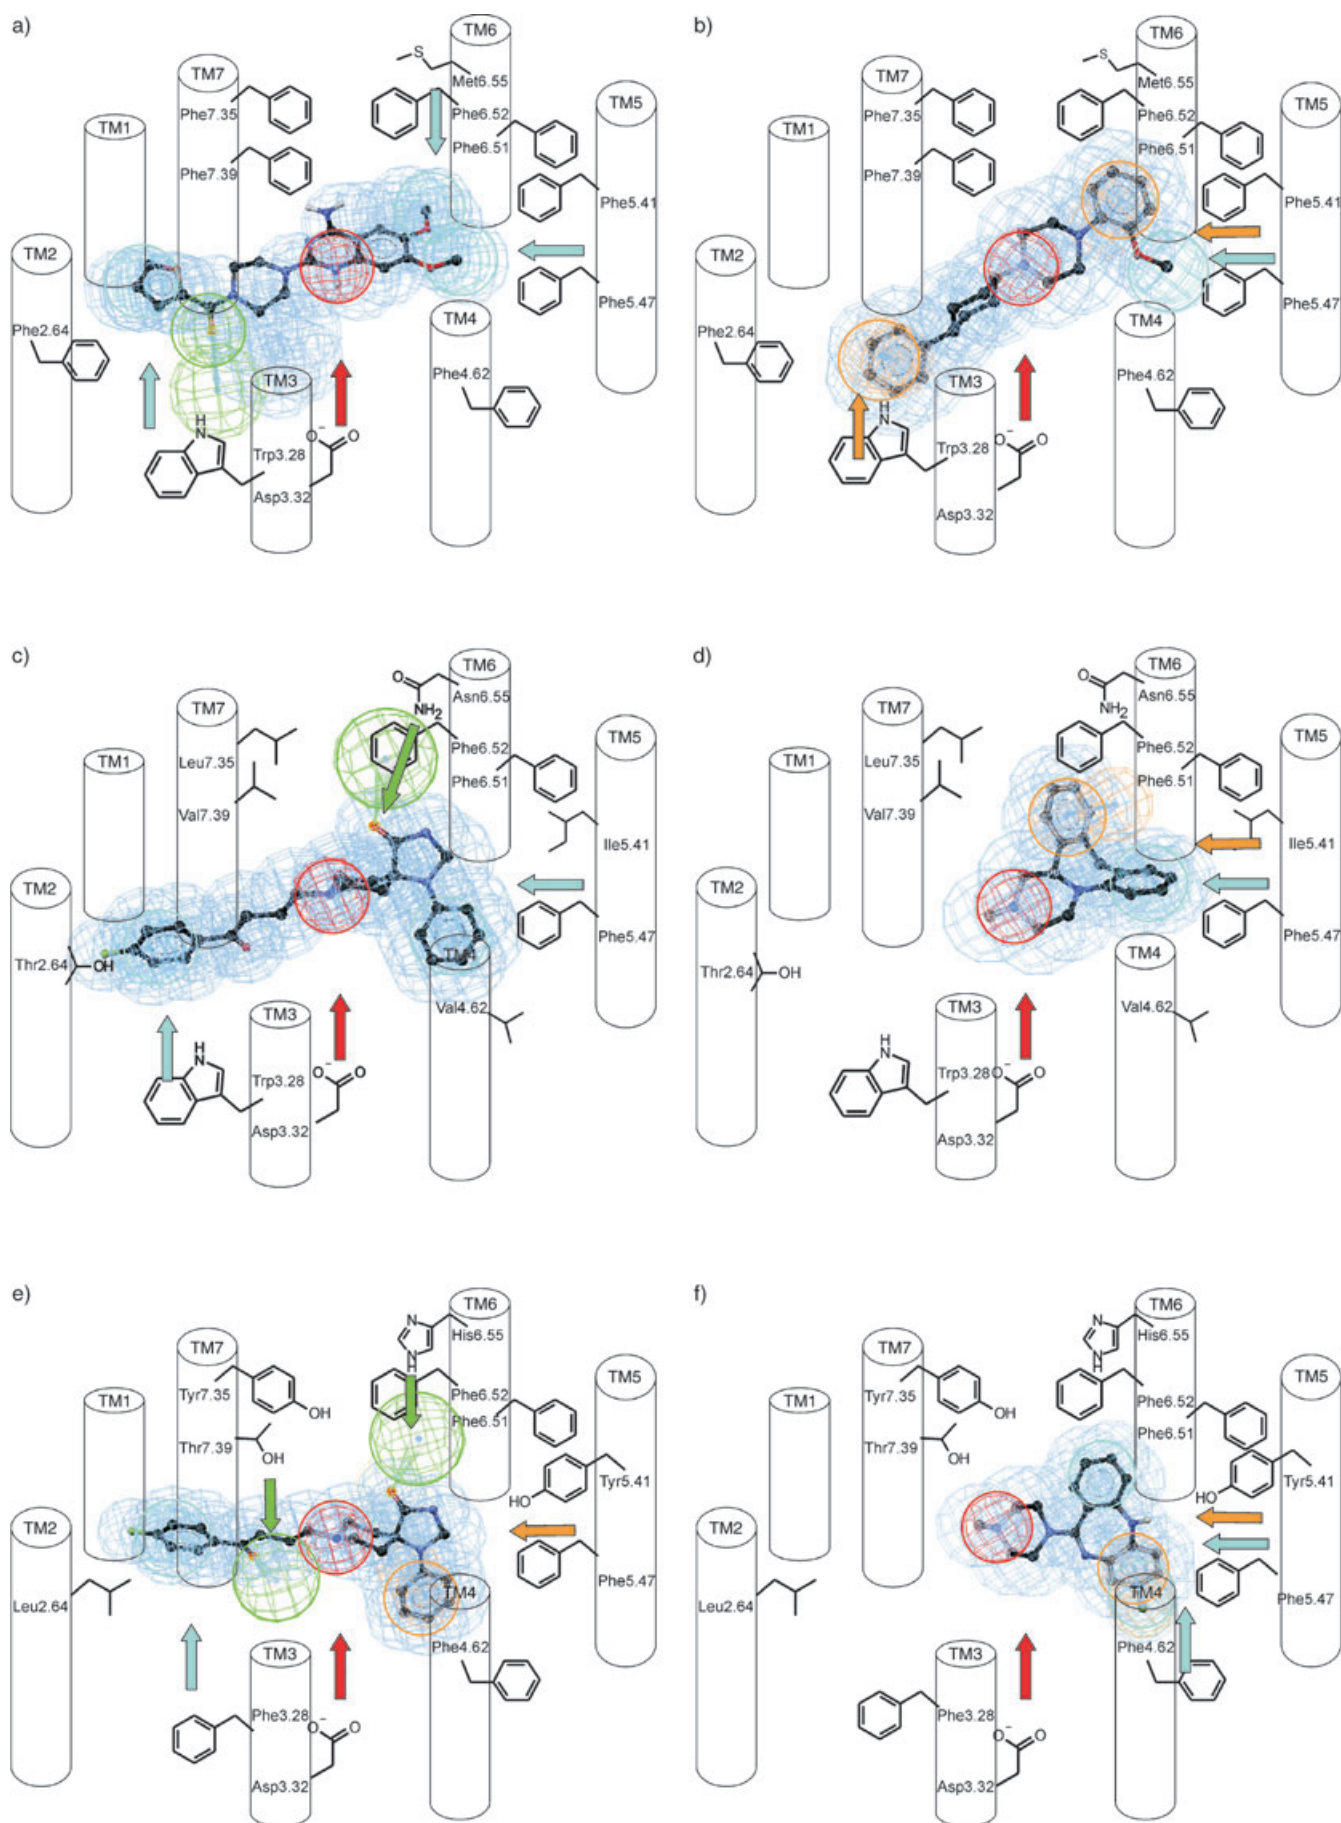 a)
TM6
S
Met6.55
TM7
Phe7.35
Phe6.52
TM5
TM1
Phe6.51
Phe7.39
Phe5.41
TM2
Phe5.47
Phe2.64
TM4
TM3
Phe4.62
H
N
O⁻
O
Trp3.28
Asp3.32
b)
TM6
S
Met6.55
TM7
Phe7.35
Phe6.52
TM5
TM1
Phe6.51
Phe7.39
Phe5.41
TM2
Phe5.47
Phe2.64
TM4
TM3
Phe4.62
H
N
O⁻
O
Trp3.28
Asp3.32
c)
TM6
O
Asn6.55
NH2
TM7
Phe6.52
TM5
TM1
Leu7.35
Phe6.51
Val7.39
Ile5.41
TM2
Phe5.47
TM4
Thr2.64
OH
Val4.62
TM3
H
N
O⁻
O
Trp3.28
Asp3.32
d)
TM6
O
Asn6.55
NH2
TM7
Phe6.52
TM5
TM1
Leu7.35
Phe6.51
Val7.39
Ile5.41
TM2
Phe5.47
TM4
Thr2.64
OH
Val4.62
TM3
H
N
O⁻
O
Trp3.28
Asp3.32
e)
TM6
N
His6.55
N
H
TM7
TM5
Tyr7.35
Phe6.52
TM1
OH
Phe6.51
Thr7.39
OH
Tyr5.41
HO
TM2
Phe5.47
TM4
Leu2.64
Phe4.62
TM3
Phe3.28
O⁻
O
Asp3.32
f)
TM6
N
His6.55
N
H
TM7
TM5
Tyr7.35
Phe6.52
TM1
OH
Phe6.51
Thr7.39
OH
Tyr5.41
HO
TM2
Phe5.47
TM4
Leu2.64
Phe4.62
TM3
Phe3.28
O⁻
O
Asp3.32